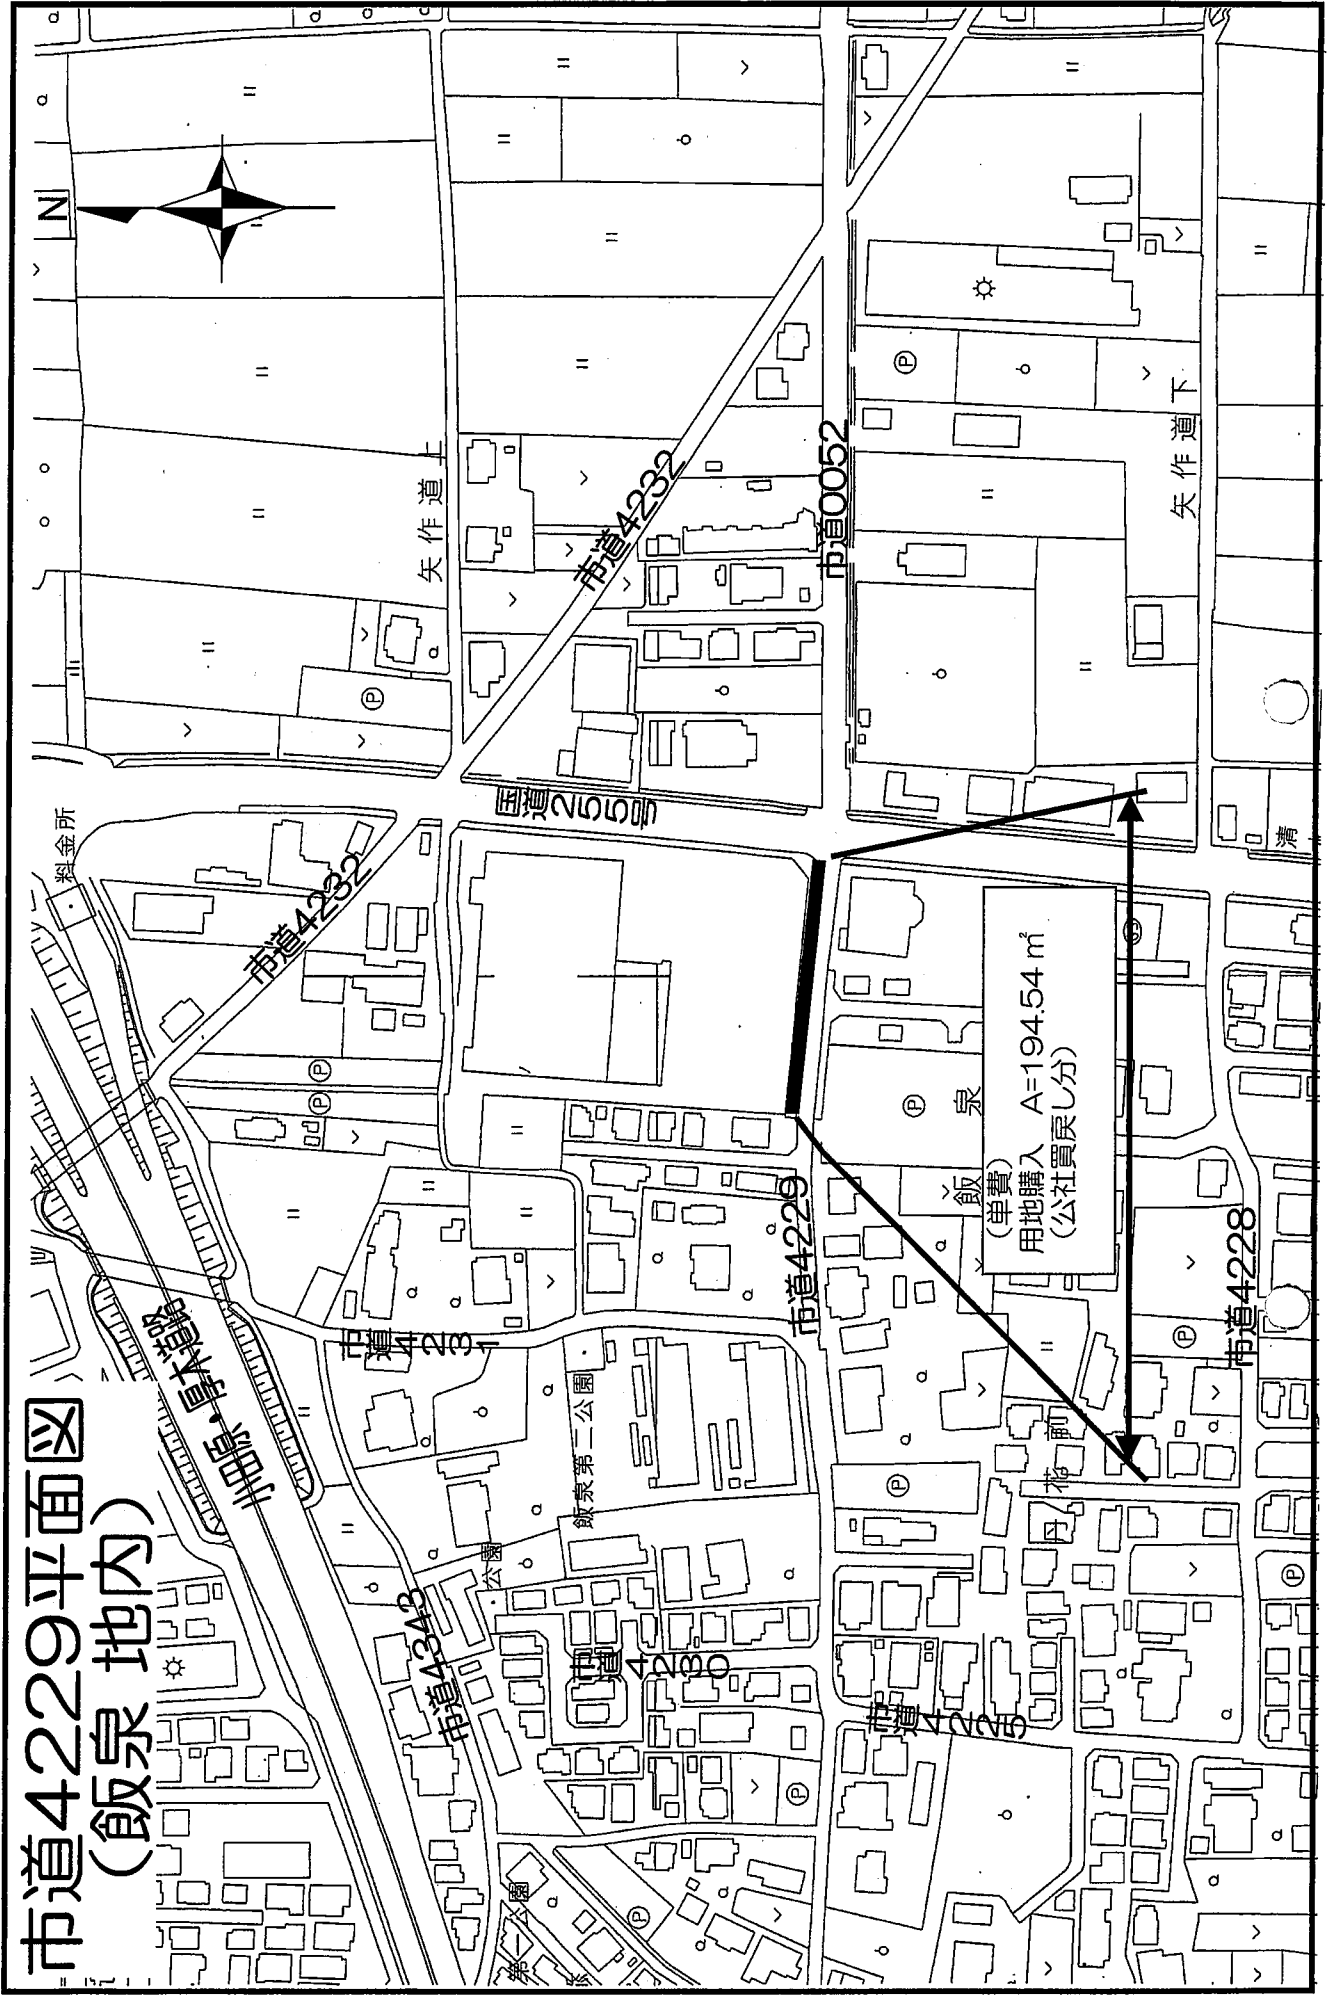 市道4229平面図
(飯泉 地内)
N
料金所
小田原・厚木道路
市道4232
国道255号
矢作道上
市道4232
市道0052
矢作道下
市道4231
市道4229
飯泉
(単費)
用地購入 A=194.54㎡
(公社買戻し分)
市道4228
飯泉第二公園
公園
市道4343
市道4230
市道4225
第一公園
清